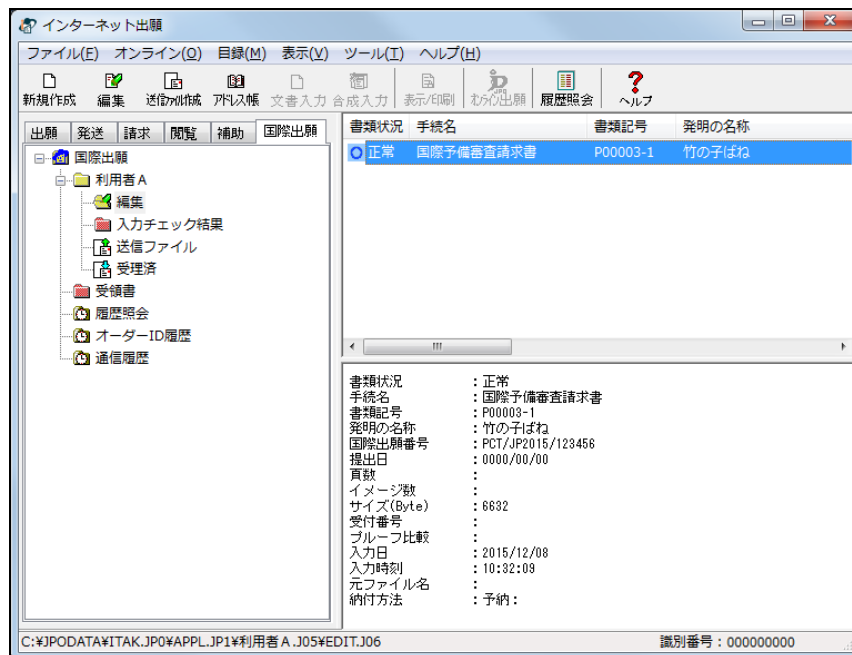 インターネット出願
ファイル(F) オンライン(O) 目録(M) 表示(V) ツール(T) ヘルプ(H)
新規作成 編集 送信ファイル作成 アドレス帳 文書入力 合成入力 表示/印刷 オンライン出願 履歴照会 ヘルプ
出願 発送 請求 閲覧 補助 国際出願
国際出願
利用者A
編集
入力チェック結果
送信ファイル
受理済
受領書
履歴照会
オーダーID履歴
通信履歴
書類状況 手続名 書類記号 発明の名称
正常 国際予備審査請求書 P00003-1 竹の子ばね
書類状況 :正常
手続名 :国際予備審査請求書
書類記号 :P00003-1
発明の名称 :竹の子ばね
国際出願番号 :PCT/JP2015/123456
提出日 :0000/00/00
頁数 :
イメージ数 :
サイズ(Byte) :6632
受付番号 :
プルーフ比較 :
入力日 :2015/12/08
入力時刻 :10:32:09
元ファイル名 :
納付方法 :予納:
C:¥JPODATA¥ITAK.JP0¥APPL.JP1¥利用者A.J05¥EDIT.J06 識別番号:000000000